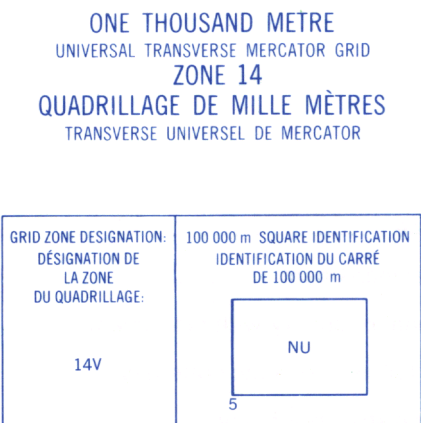 ONE THOUSAND METRE
UNIVERSAL TRANSVERSE MERCATOR GRID
ZONE 14
QUADRILLAGE DE MILLE MÈTRES
TRANSVERSE UNIVERSEL DE MERCATOR
GRID ZONE DESIGNATION:
DÉSIGNATION DE
LA ZONE
DU QUADRILLAGE:
14V
100 000 m SQUARE IDENTIFICATION
IDENTIFICATION DU CARRÉ
DE 100 000 m
NU
5